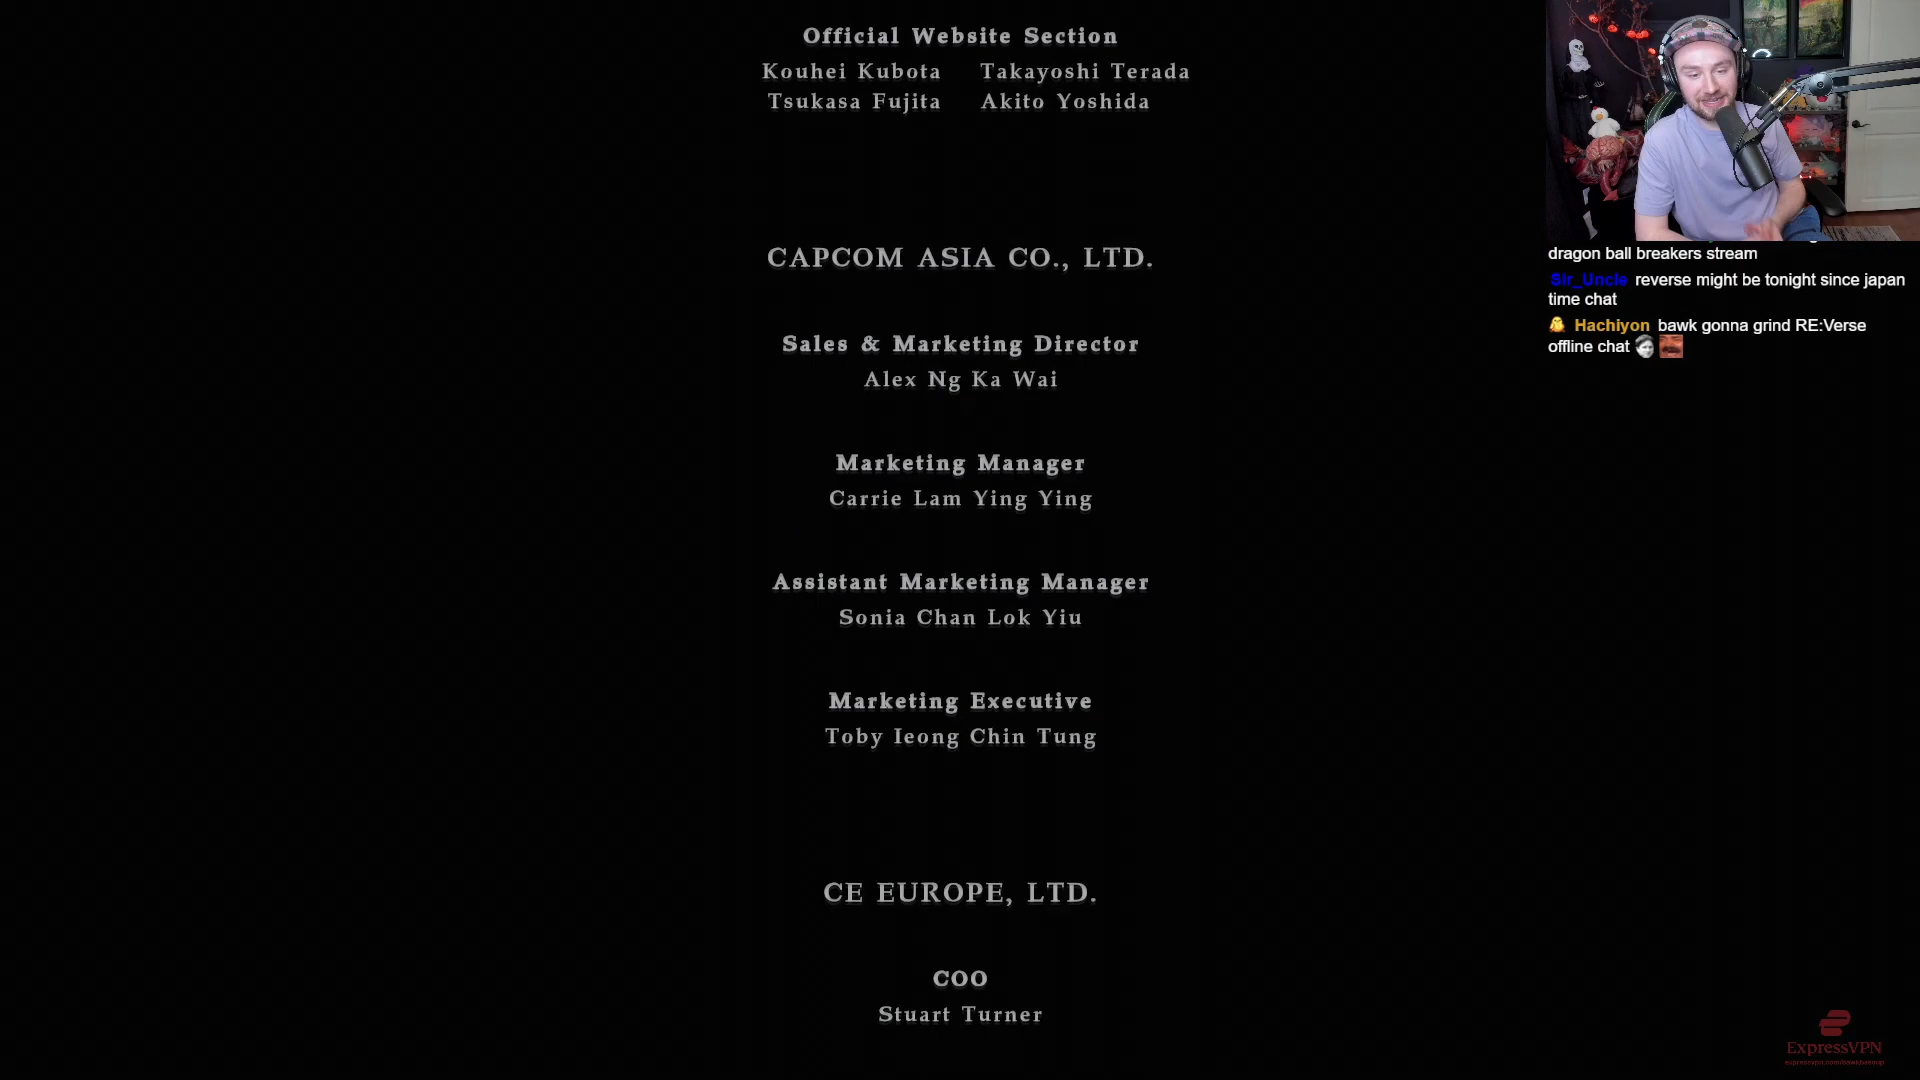 Official Website Section
Kouhei Kubota Takayoshi Terada
Tsukasa Fujita Akito Yoshida
CAPCOM ASIA CO., LTD.
Sales & Marketing Director
Alex Ng Ka Wai
Marketing Manager
Carrie Lam Ying Ying
Assistant Marketing Manager
Sonia Chan Lok Yiu
Marketing Executive
Toby Ieong Chin Tung
CE EUROPE, LTD.
COO
Stuart Turner
dragon ball breakers stream
Sir_Uncle reverse might be tonight since japan
time chat
Hachiyon bawk gonna grind RE:Verse
offline chat
ExpressVPN